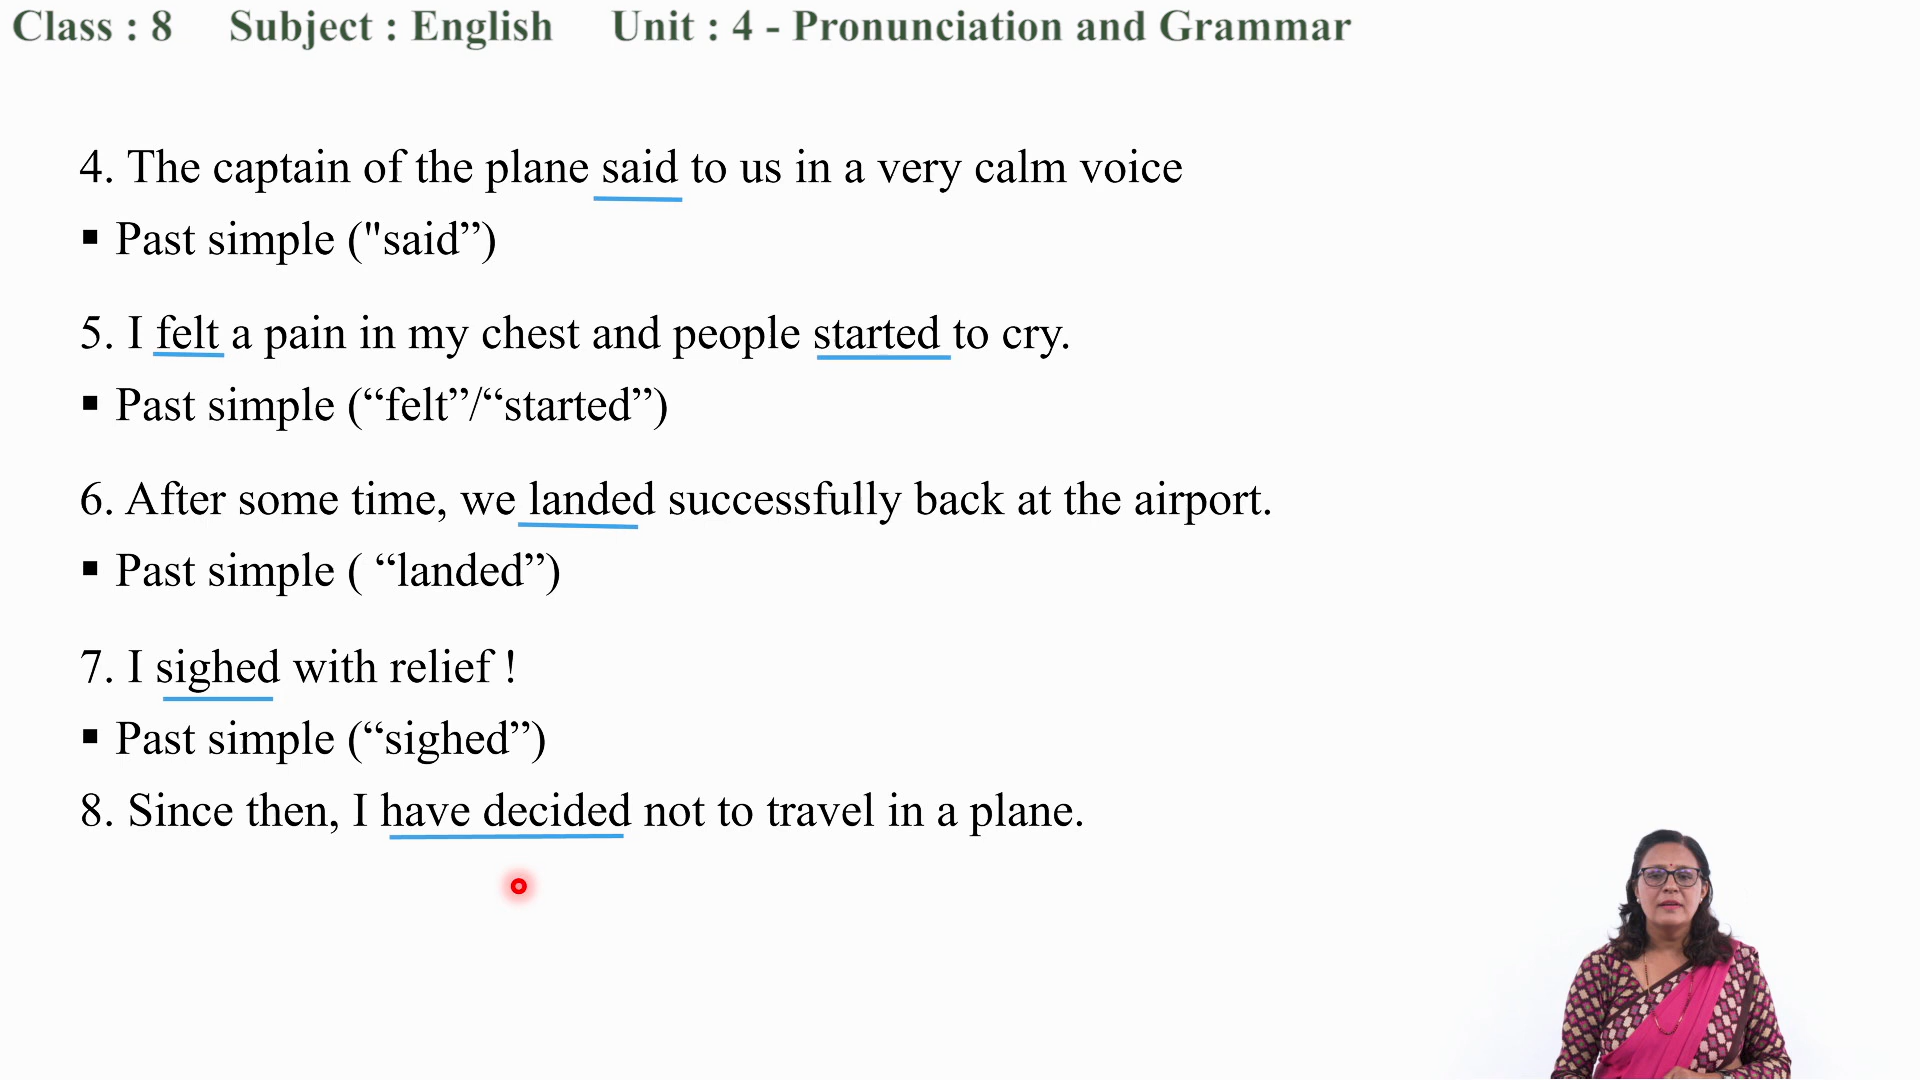 Class : 8 Subject : English Unit : 4 - Pronunciation and Grammar
4. The captain of the plane said to us in a very calm voice
▪ Past simple ("said”)
5. I felt a pain in my chest and people started to cry.
▪ Past simple (“felt”/“started”)
6. After some time, we landed successfully back at the airport.
▪ Past simple ( “landed”)
7. I sighed with relief !
▪ Past simple (“sighed”)
8. Since then, I have decided not to travel in a plane.